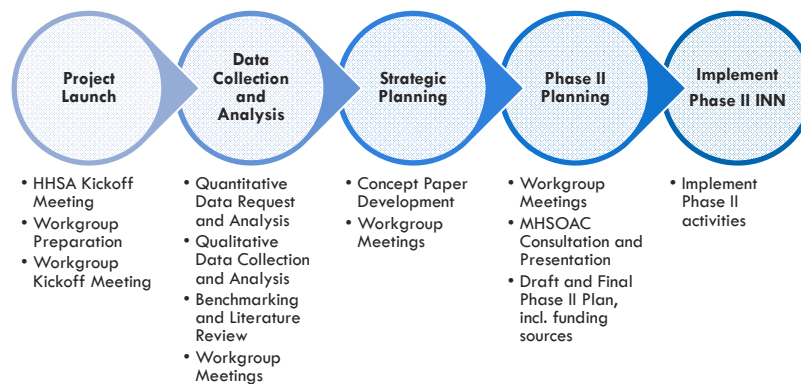 Project
Launch
Data
Collection
and
Analysis
Strategic
Planning
Phase II
Planning
Implement
Phase II INN
• HHSA Kickoff
Meeting
• Workgroup
Preparation
• Workgroup
Kickoff Meeting
• Quantitative
Data Request
and Analysis
• Qualitative
Data Collection
and Analysis
• Benchmarking
and Literature
Review
• Workgroup
Meetings
• Concept Paper
Development
• Workgroup
Meetings
• Workgroup
Meetings
• MHSOAC
Consultation and
Presentation
• Draft and Final
Phase II Plan,
incl. funding
sources
• Implement
Phase II
activities